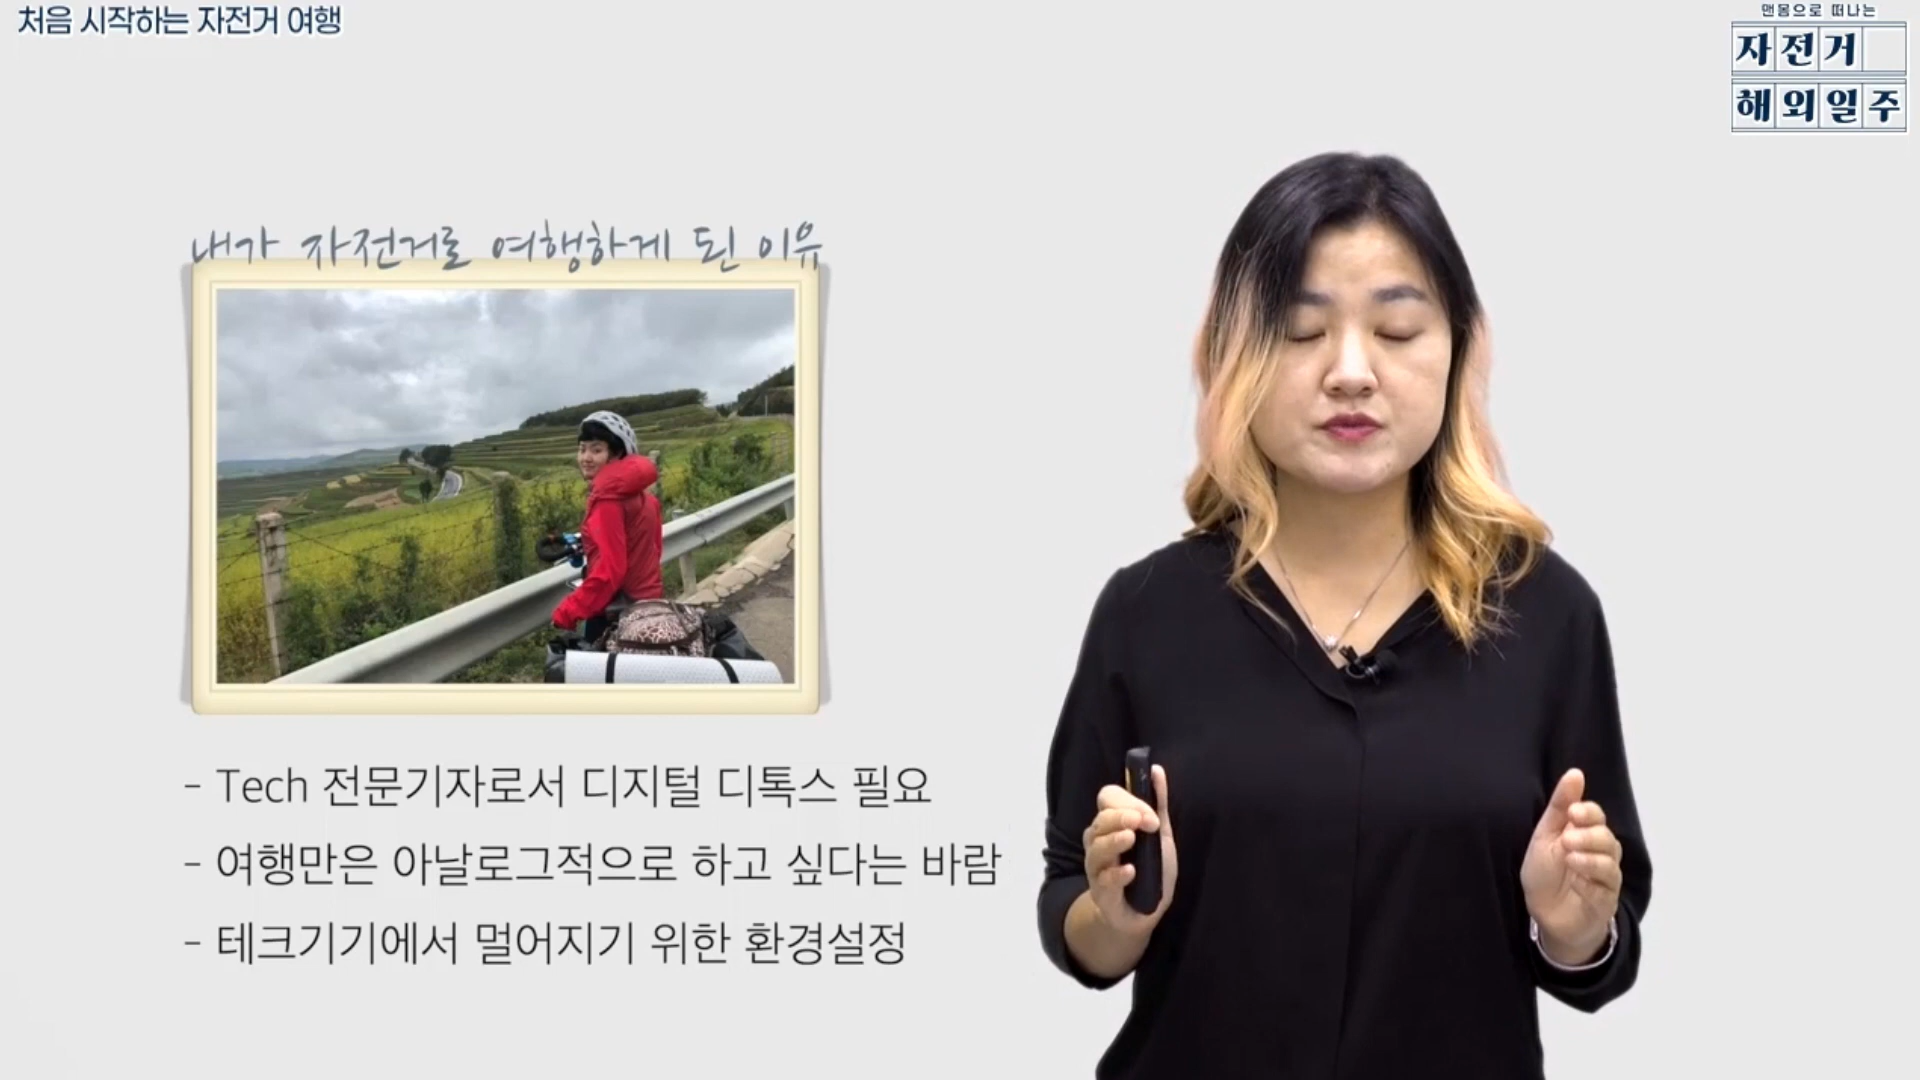 처음 시작하는 자전거 여행
맨몸으로 떠나는
자전거
해외일주
내가 자전거로 여행하게 된 이유
- Tech 전문기자로서 디지털 디톡스 필요
- 여행만은 아날로그적으로 하고 싶다는 바람
- 테크기기에서 멀어지기 위한 환경설정